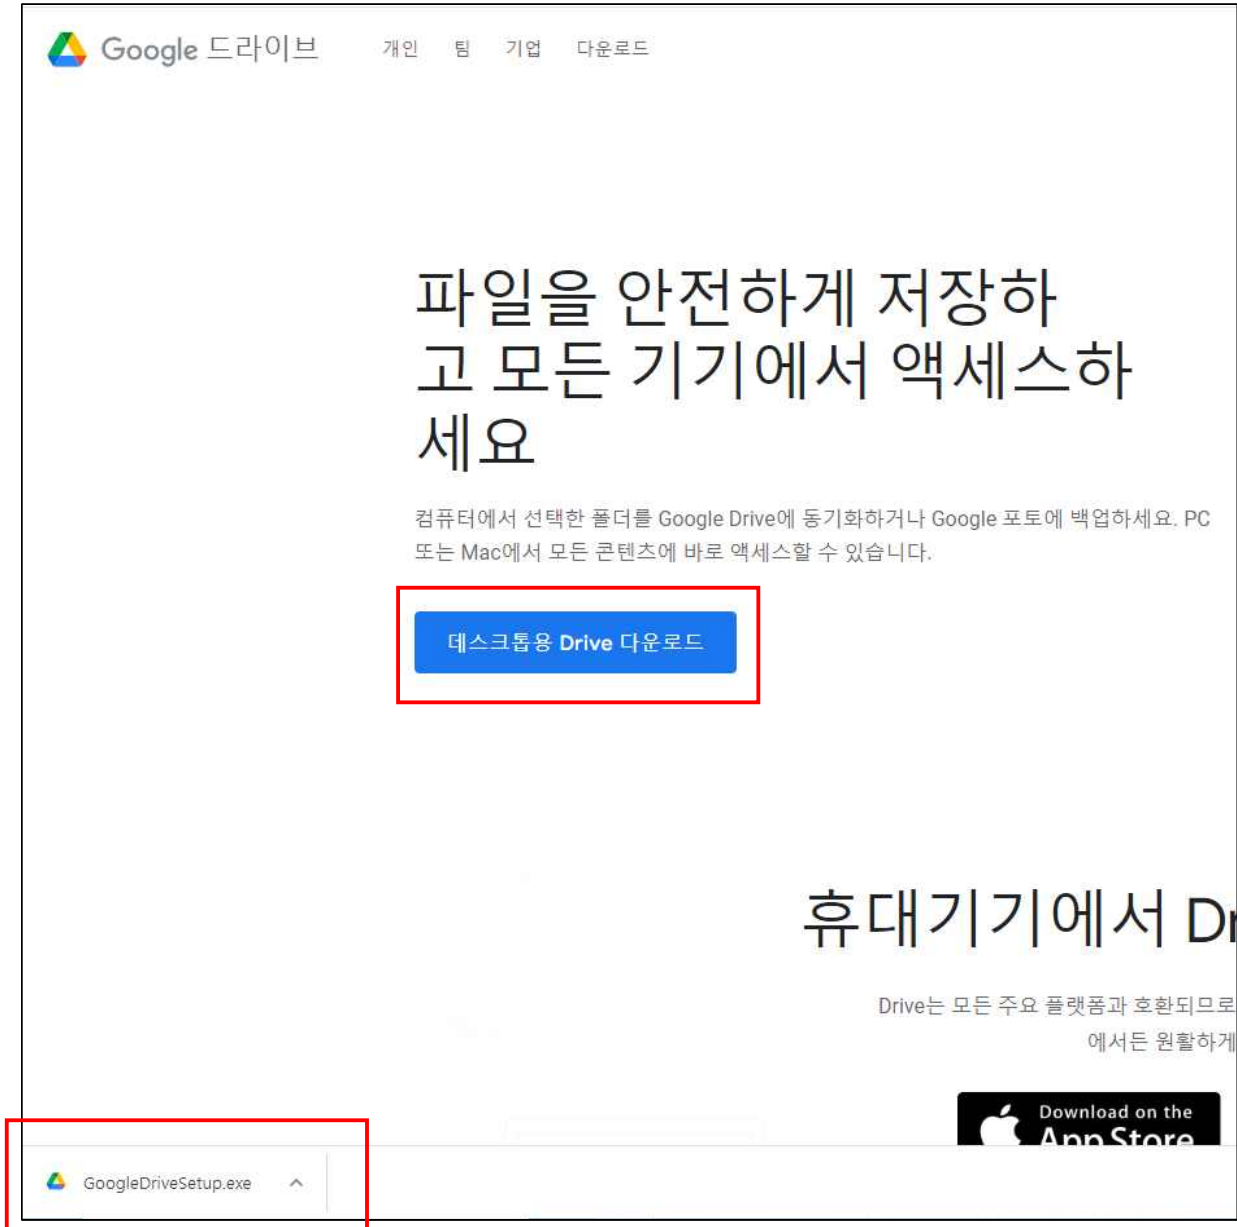 Google 드라이브 개인 팀 기업 다운로드
파일을 안전하게 저장하
고 모든 기기에서 액세스하
세요
컴퓨터에서 선택한 폴더를 Google Drive에 동기화하거나 Google 포토에 백업하세요. PC
또는 Mac에서 모든 콘텐츠에 바로 액세스할 수 있습니다.
데스크톱용 Drive 다운로드
휴대기기에서 Dr
Drive는 모든 주요 플랫폼과 호환되므로
에서든 원활하게
Download on the
App Store
GoogleDriveSetup.exe